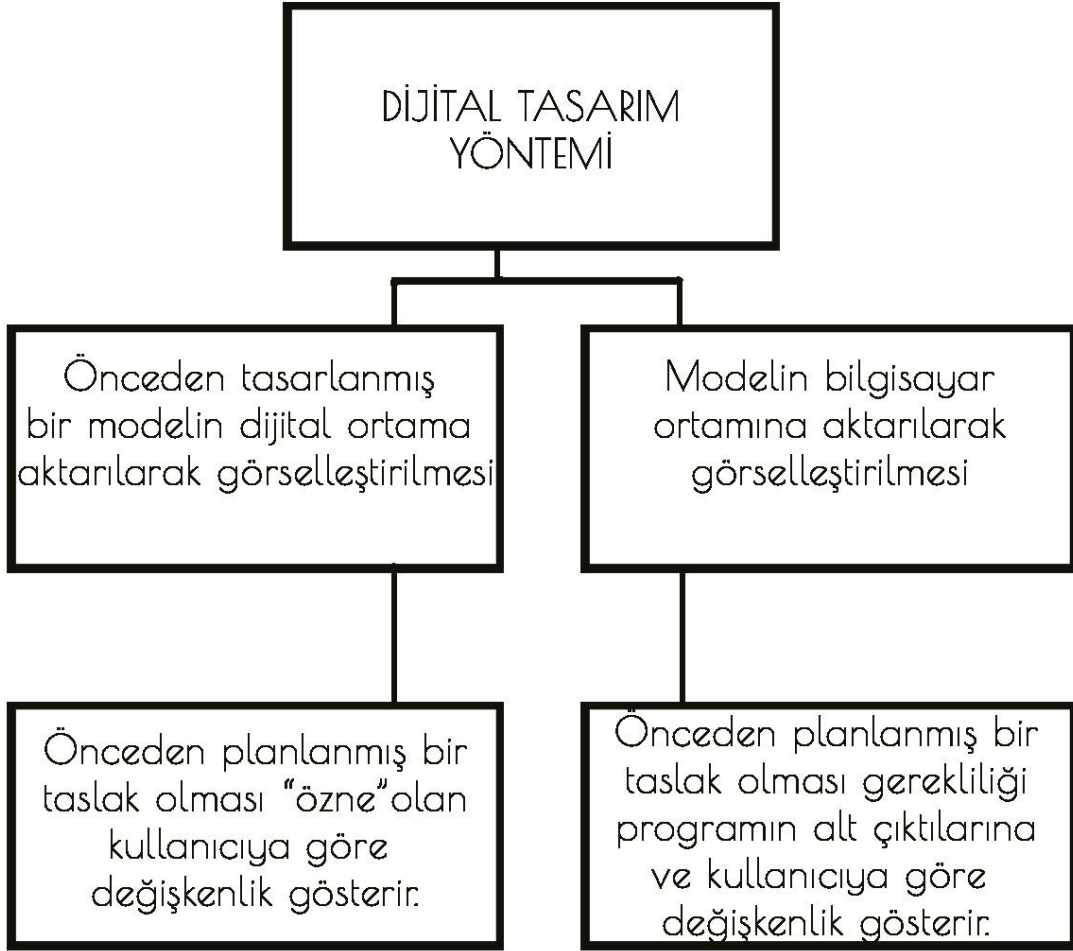 DİJİTAL TASARIM
YÖNTEMİ
Önceden tasarlanmış
bir modelin dijital ortama
aktarılarak görselleştirilmesi
Modelin bilgisayar
ortamına aktarılarak
görselleştirilmesi
Önceden planlanmış bir
taslak olması “özne”olan
kullanıcıya göre
değişkenlik gösterir.
Önceden planlanmış bir
taslak olması gerekliliği
programın alt çıktılarına
ve kullanıcıya göre
değişkenlik gösterir.